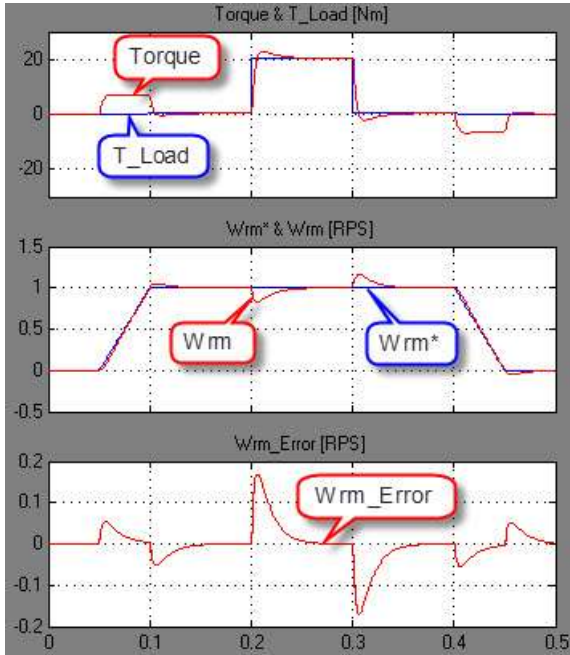 Torque & T_Load [Nm]
20
Torque
0
T_Load
-20
Wrm* & Wrm [RPS]
1.5
1
0.5
Wrm
Wrm*
0
-0.5
Wrm_Error [RPS]
0.2
0.1
Wrm_Error
0
-0.1
-0.2
0 0.1 0.2 0.3 0.4 0.5